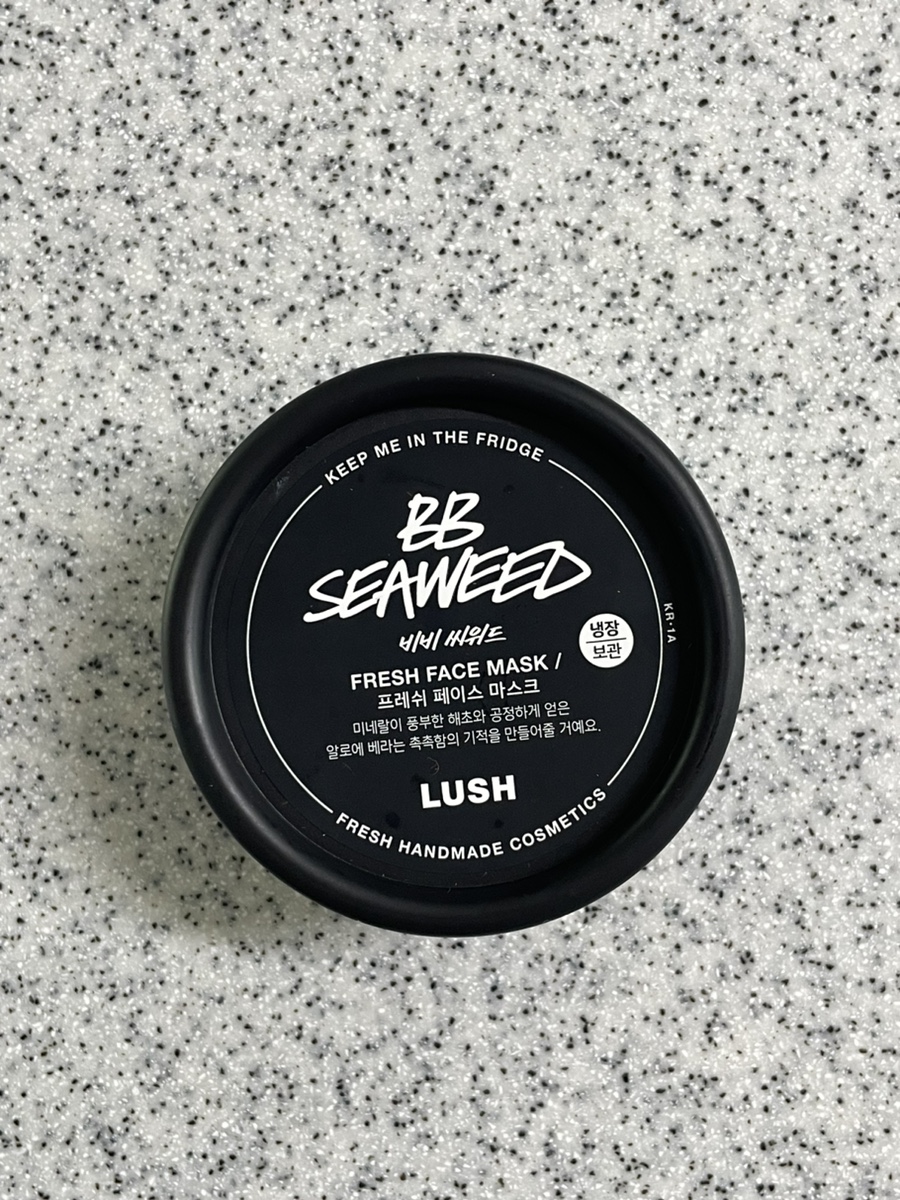 KEEP ME IN THE FRIDGE
BB
SEAWEED
비비 씨위드
냉장
보관
KR·1A
FRESH FACE MASK /
프레쉬 페이스 마스크
미네랄이 풍부한 해초와 공정하게 얻은
알로에 베라는 촉촉함의 기적을 만들어줄 거예요.
LUSH
FRESH HANDMADE COSMETICS